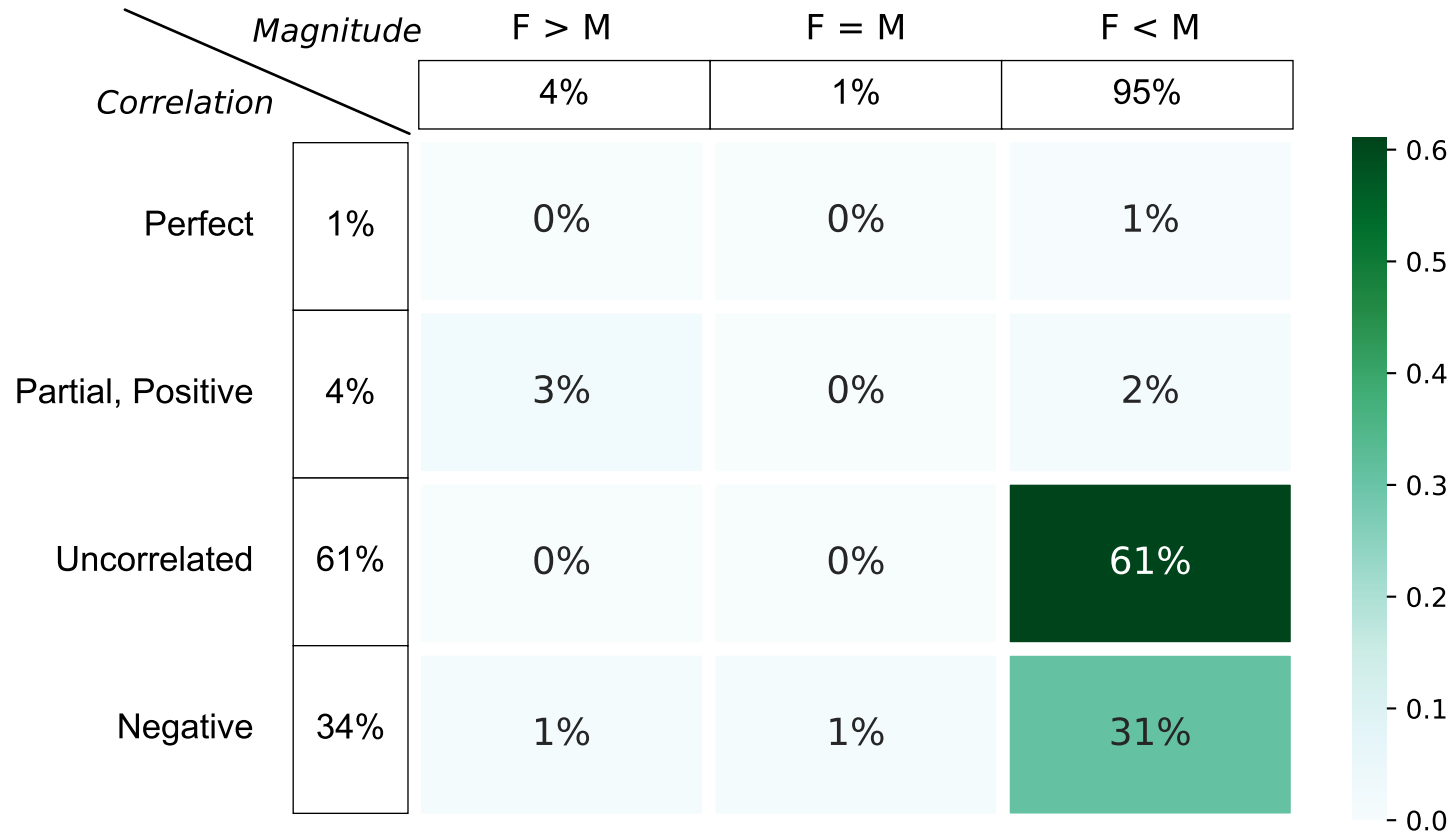 Magnitude F > M F = M F < M
Correlation 4% 1% 95%
Perfect 1% 0% 0% 1%
Partial, Positive 4% 3% 0% 2%
Uncorrelated 61% 0% 0% 61%
Negative 34% 1% 1% 31%
0.6
0.5
0.4
0.3
0.2
0.1
0.0